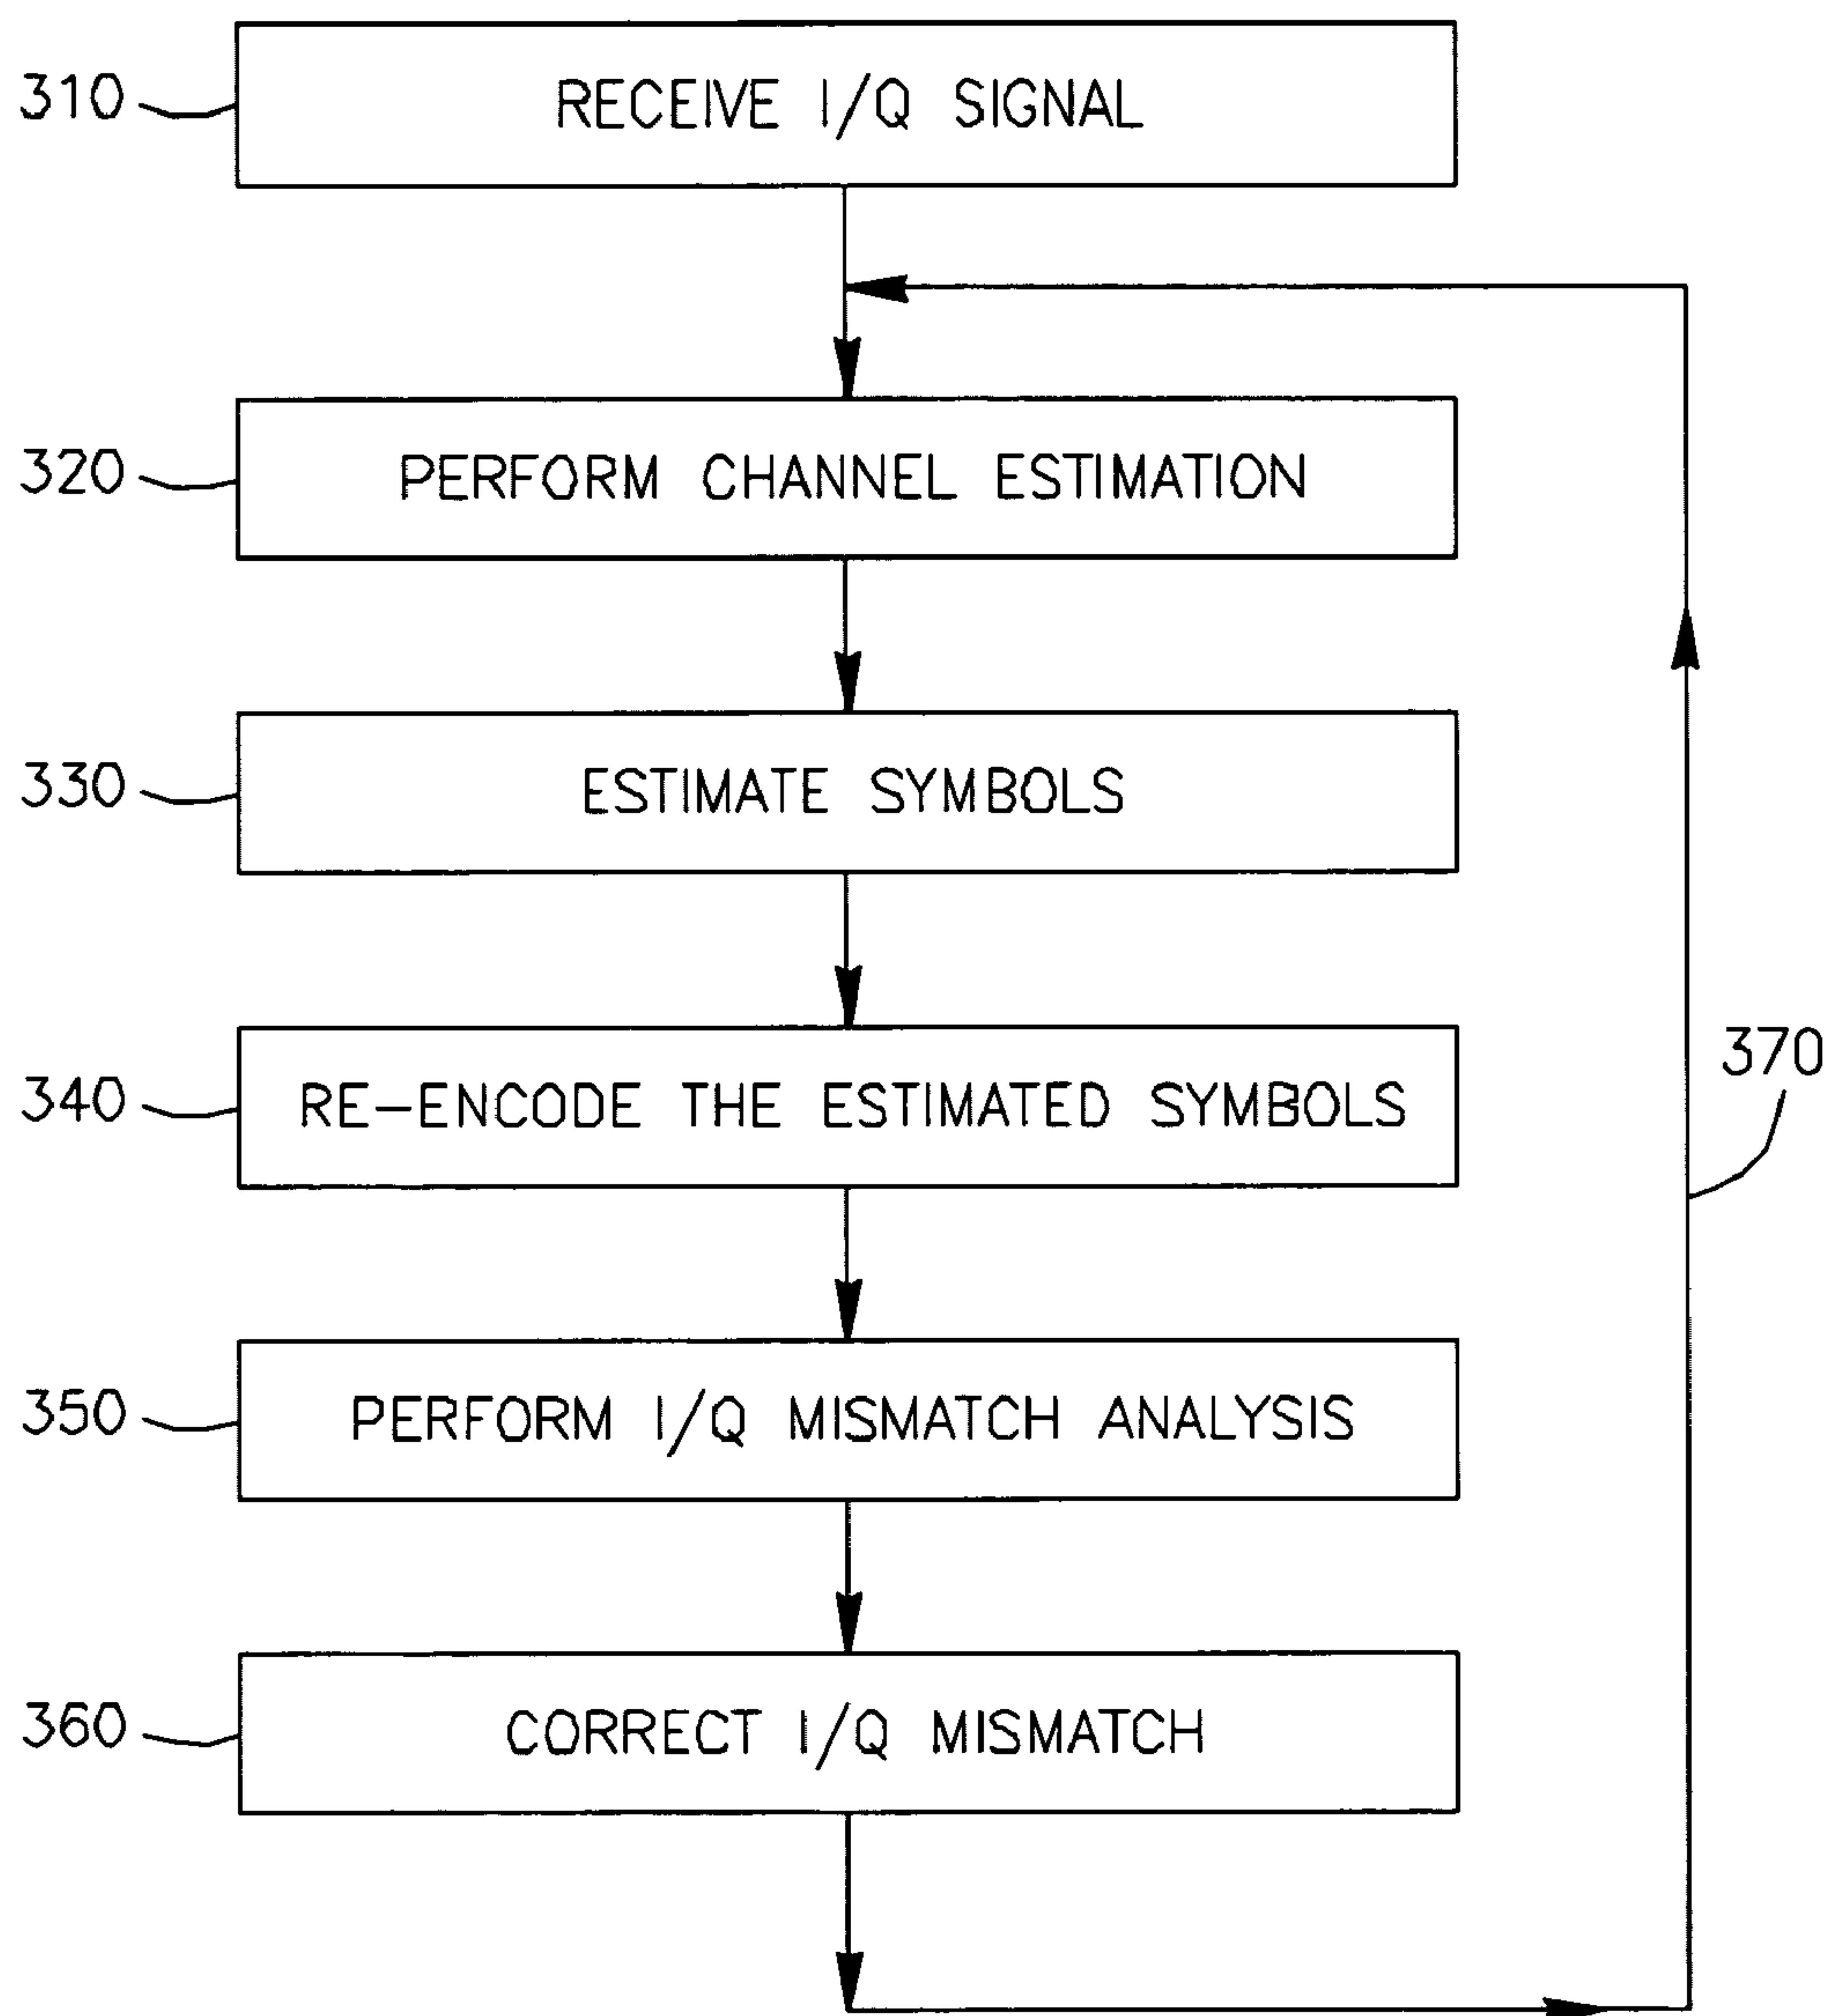 310 RECEIVE I/Q SIGNAL
320 PERFORM CHANNEL ESTIMATION
330 ESTIMATE SYMBOLS
340 RE-ENCODE THE ESTIMATED SYMBOLS
370
350 PERFORM I/Q MISMATCH ANALYSIS
360 CORRECT I/Q MISMATCH